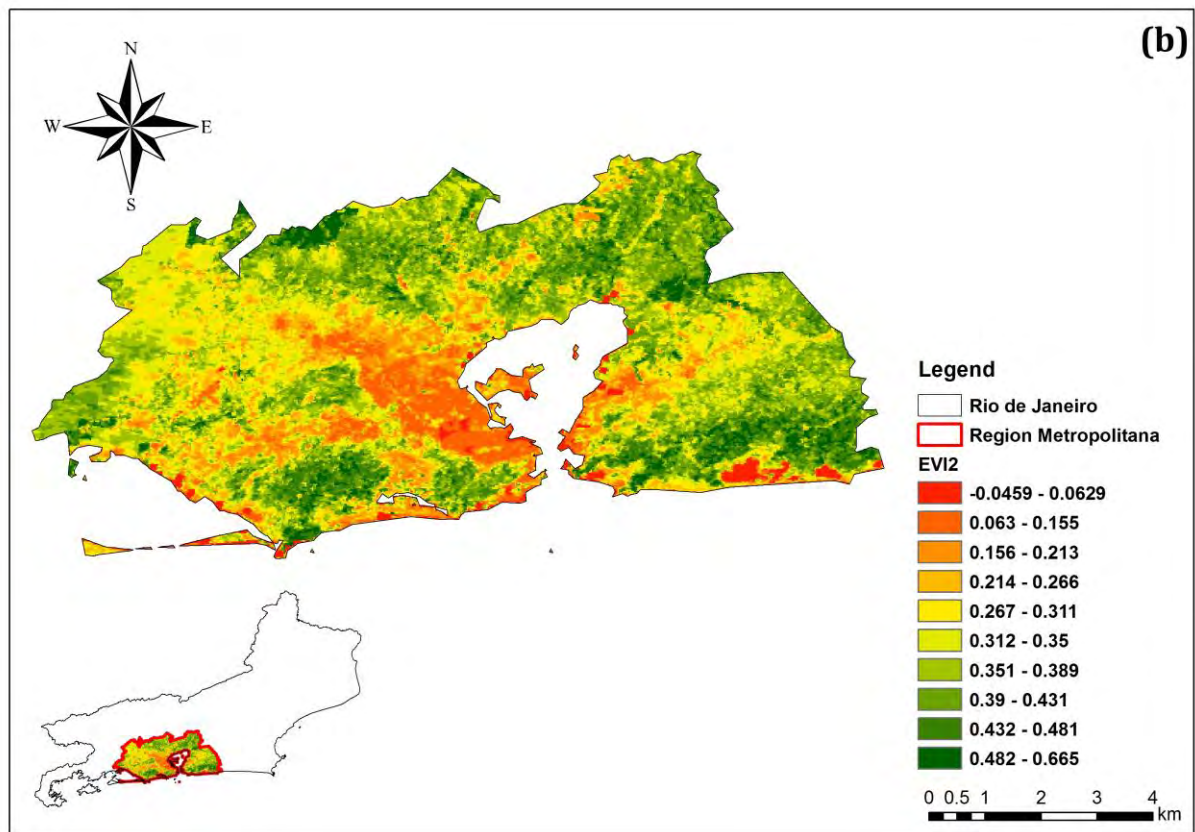 (b)
N
W E
S
Legend
Rio de Janeiro
Region Metropolitana
EVI2
-0.0459 - 0.0629
0.063 - 0.155
0.156 - 0.213
0.214 - 0.266
0.267 - 0.311
0.312 - 0.35
0.351 - 0.389
0.39 - 0.431
0.432 - 0.481
0.482 - 0.665
0 0.5 1 2 3 4
km